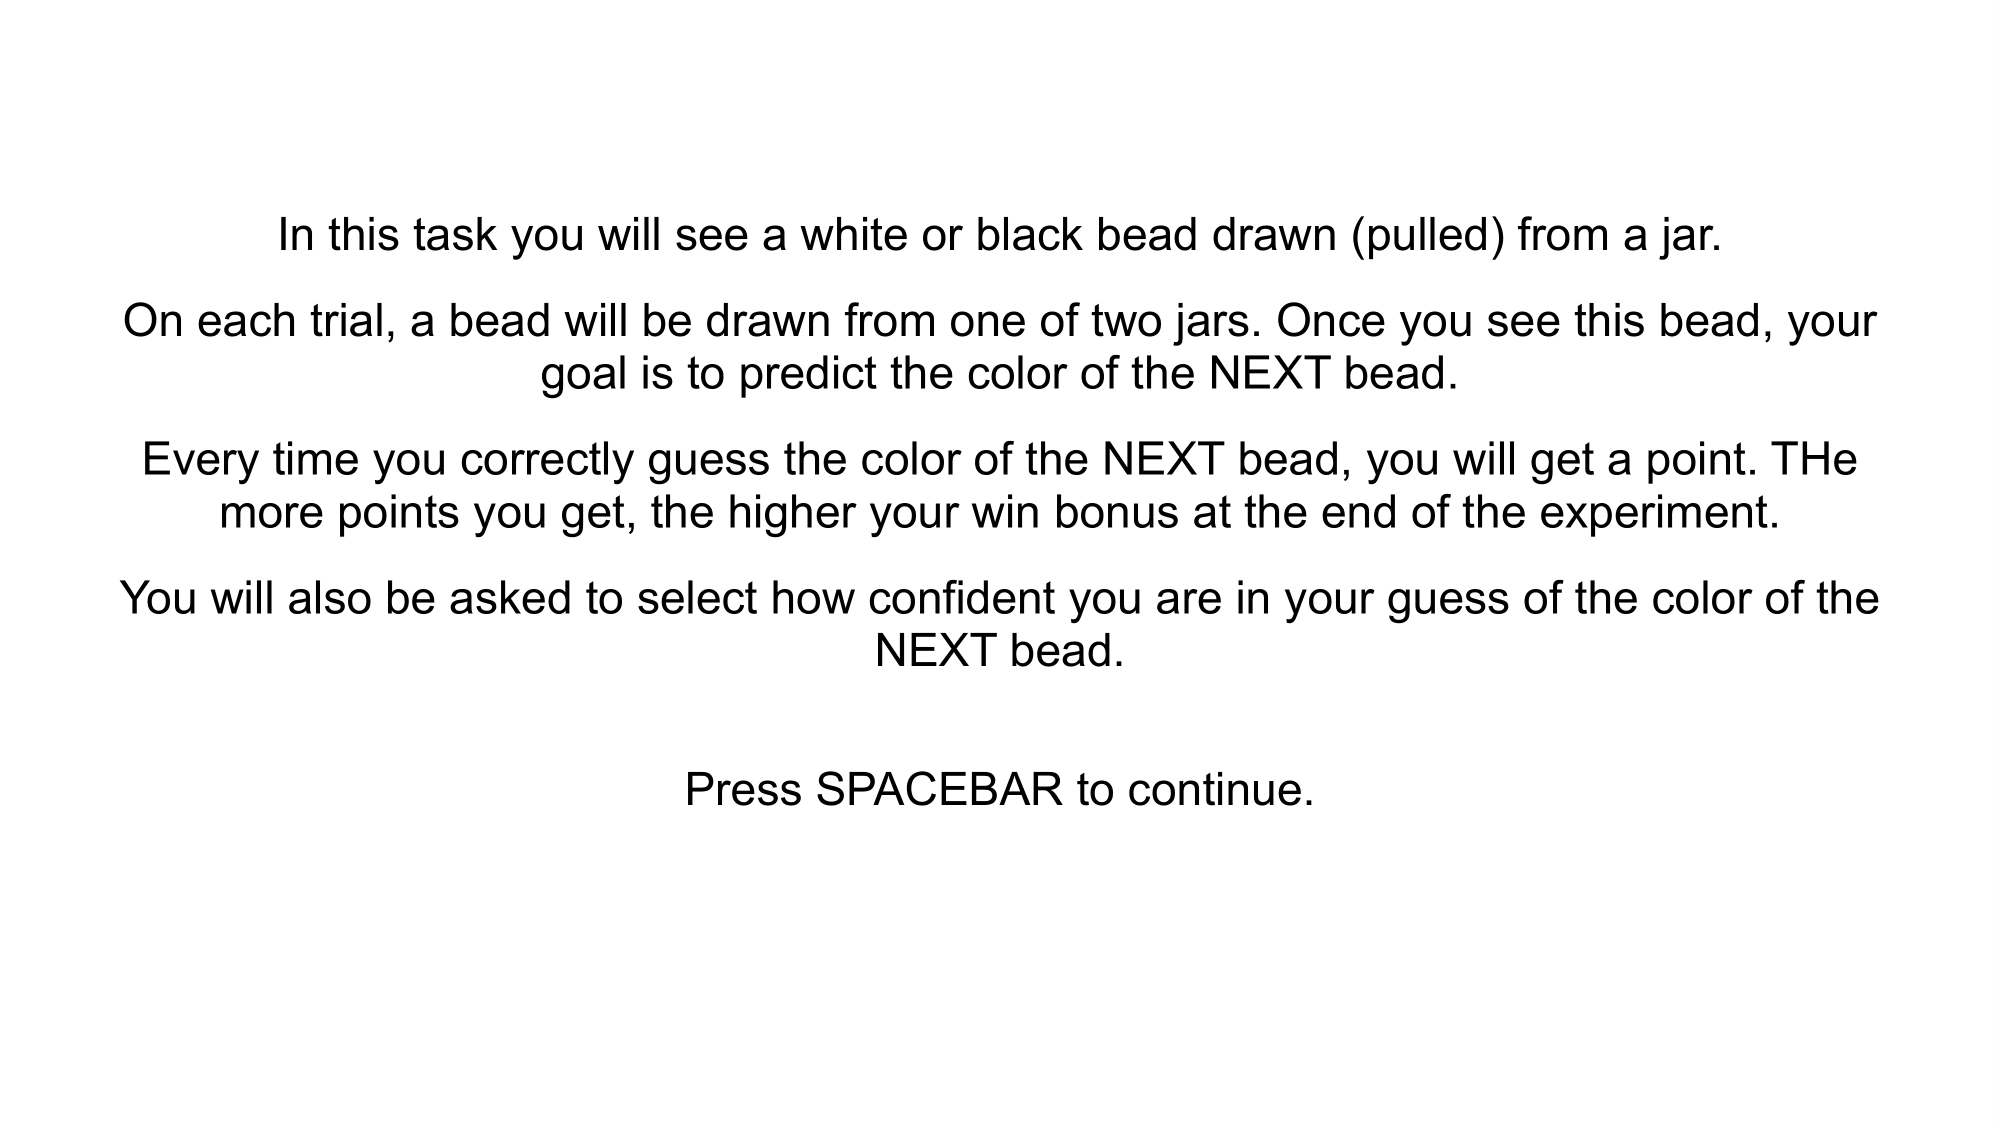 In this task you will see a white or black bead drawn (pulled) from a jar.
On each trial, a bead will be drawn from one of two jars. Once you see this bead, your
goal is to predict the color of the NEXT bead.
Every time you correctly guess the color of the NEXT bead, you will get a point. THe
more points you get, the higher your win bonus at the end of the experiment.
You will also be asked to select how confident you are in your guess of the color of the
NEXT bead.
Press SPACEBAR to continue.